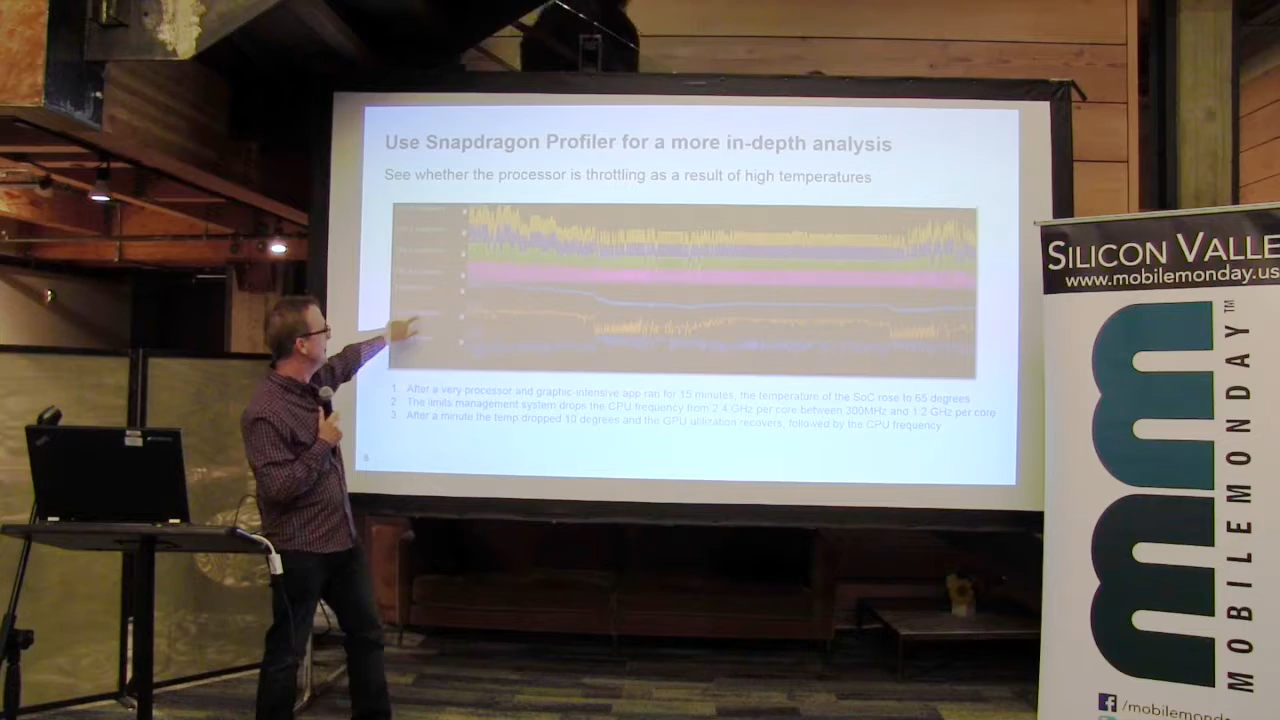 Use Snapdragon Profiler for a more in-depth analysis
See whether the processor is throttling as a result of high temperatures
1. After a very processor and graphic-intensive app ran for 15 minutes, the temperature of the SoC rose to 65 degrees
2. The limits management system drops the CPU frequency from 2.4 GHz per core between 300MHz and 1.2 GHz per core
3. After a minute the temp dropped 10 degrees and the GPU utilization recovers, followed by the CPU frequency
SILICON VALLE
www.mobilemonday.us
MOBILEMONDAY™
/mobilemonda